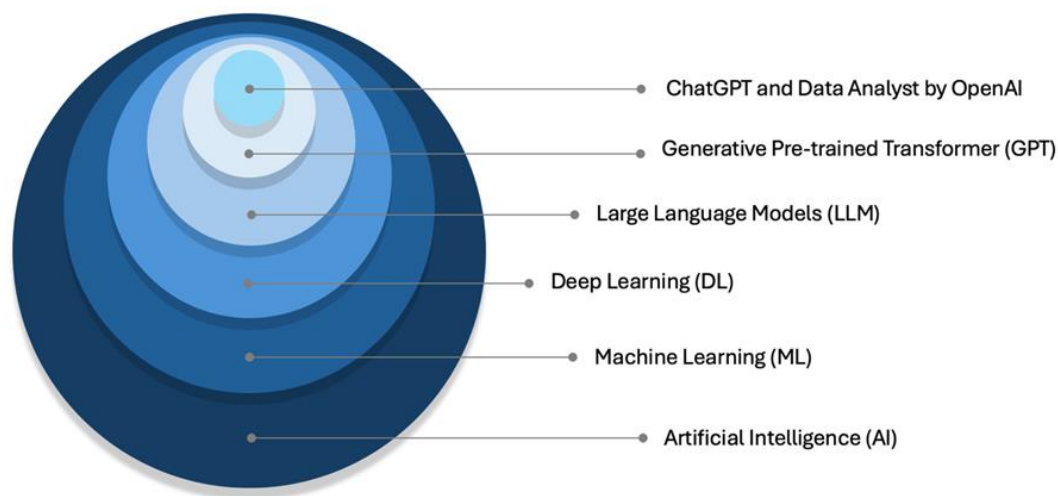 ChatGPT and Data Analyst by OpenAI
Generative Pre-trained Transformer (GPT)
Large Language Models (LLM)
Deep Learning (DL)
Machine Learning (ML)
Artificial Intelligence (AI)